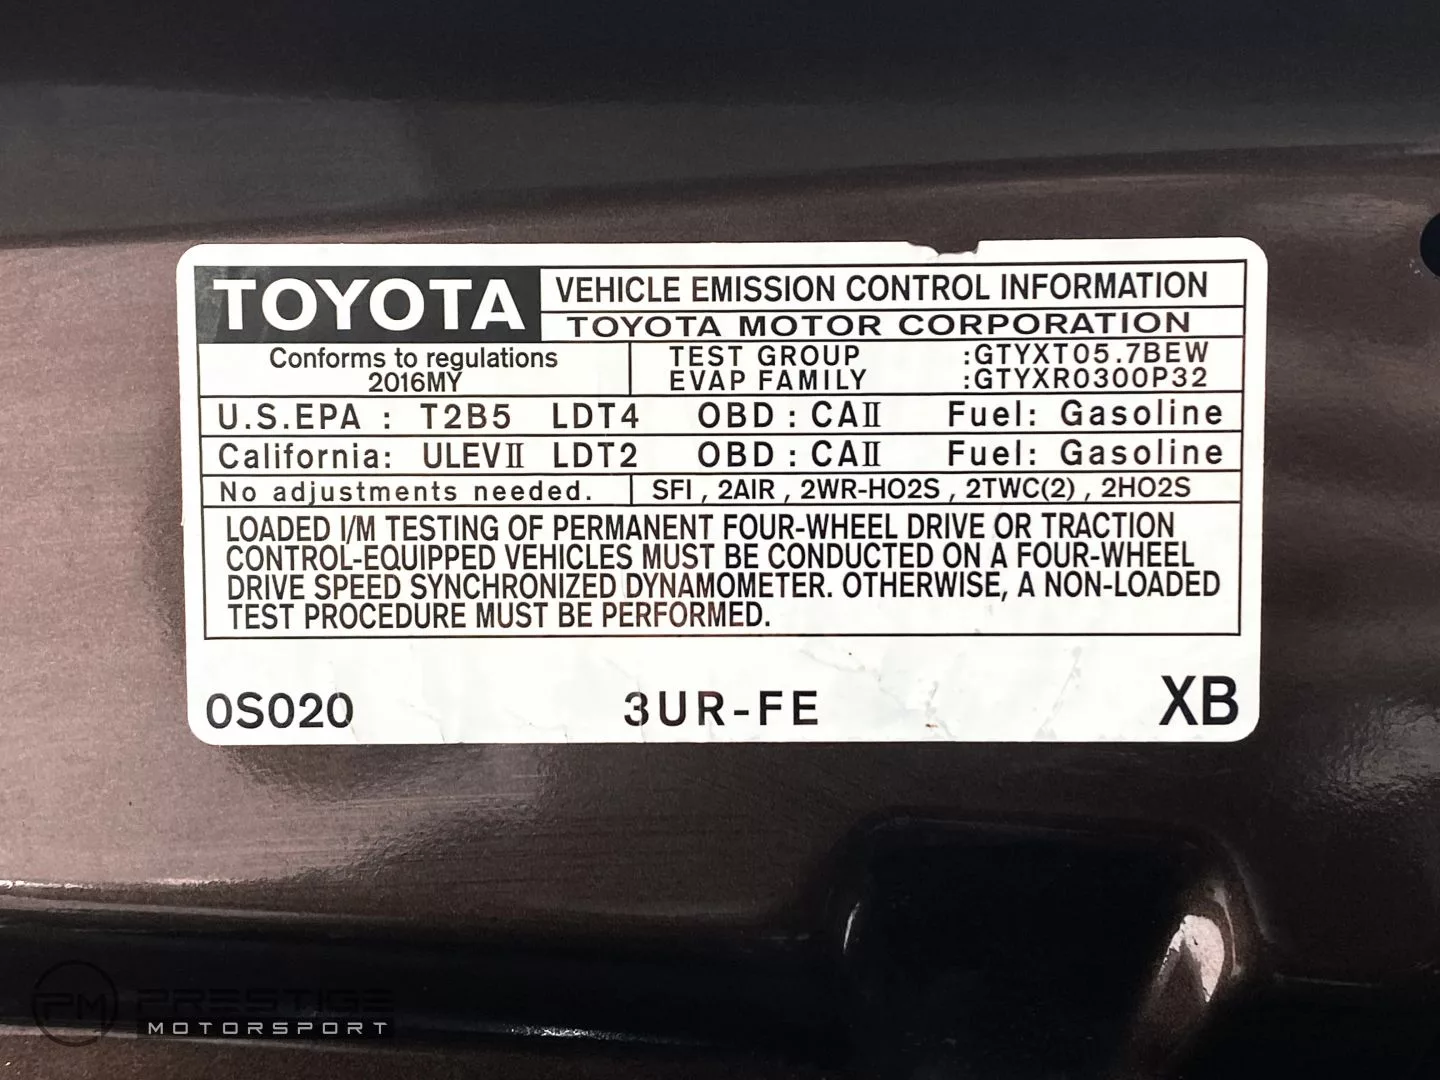 TOYOTA
VEHICLE EMISSION CONTROL INFORMATION
TOYOTA MOTOR CORPORATION
Conforms to regulations
2016MY
TEST GROUP :GTYXT05.7BEW
EVAP FAMILY :GTYXR0300P32
U.S.EPA : T2B5 LDT4 OBD : CAⅡ Fuel: Gasoline
California: ULEVⅡ LDT2 OBD : CAⅡ Fuel: Gasoline
No adjustments needed. SFI , 2AIR , 2WR-HO2S , 2TWC(2) , 2HO2S
LOADED I/M TESTING OF PERMANENT FOUR-WHEEL DRIVE OR TRACTION
CONTROL-EQUIPPED VEHICLES MUST BE CONDUCTED ON A FOUR-WHEEL
DRIVE SPEED SYNCHRONIZED DYNAMOMETER. OTHERWISE, A NON-LOADED
TEST PROCEDURE MUST BE PERFORMED.
0S020 3UR-FE XB
PM PRESTIGE
MOTORSPORT